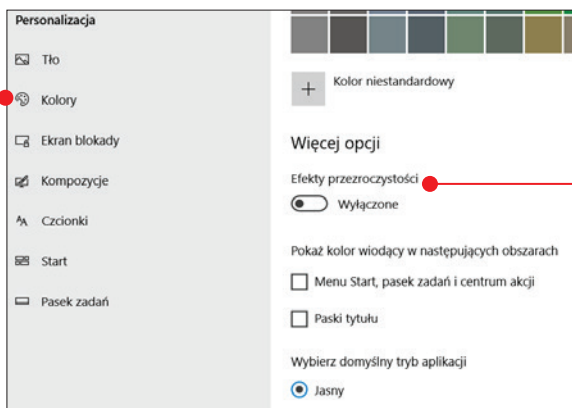 Personalizacja
Tło
Kolory
Ekran blokady
Kompozycje
Czcionki
Start
Pasek zadań
Kolor niestandardowy
Więcej opcji
Efekty przezroczystości
Wyłączone
Pokaż kolor wiodący w następujących obszarach
Menu Start, pasek zadań i centrum akcji
Paski tytułu
Wybierz domyślny tryb aplikacji
Jasny